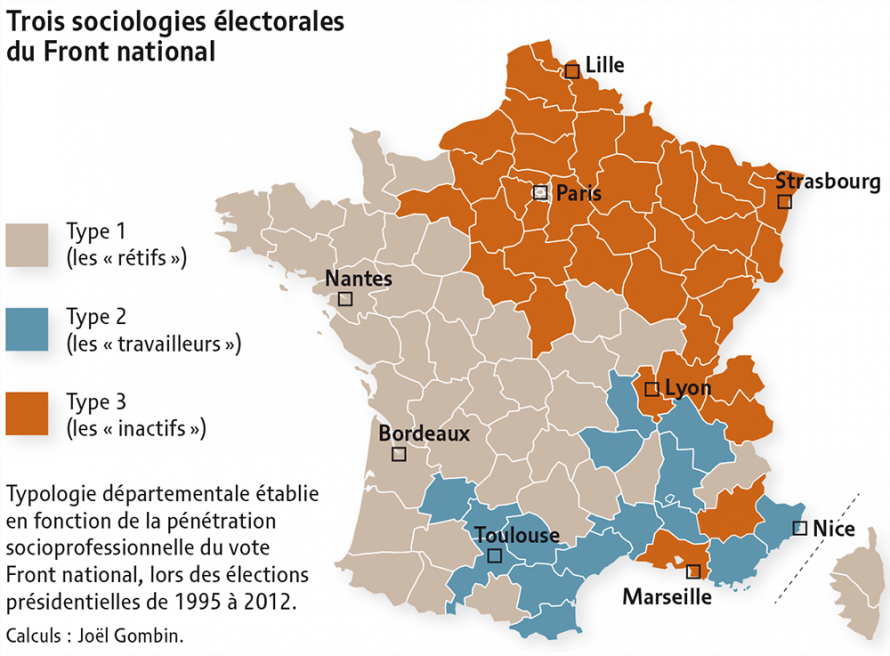 Trois sociologies électorales
du Front national
Lille
Paris
Strasbourg
Type 1
(les « rétifs »)
Nantes
Type 2
(les « travailleurs »)
Type 3
(les « inactifs »)
Lyon
Bordeaux
Typologie départementale établie
en fonction de la pénétration
socioprofessionnelle du vote
Front national, lors des élections
présidentielles de 1995 à 2012.
Toulouse
Nice
Marseille
Calculs : Joël Gombin.